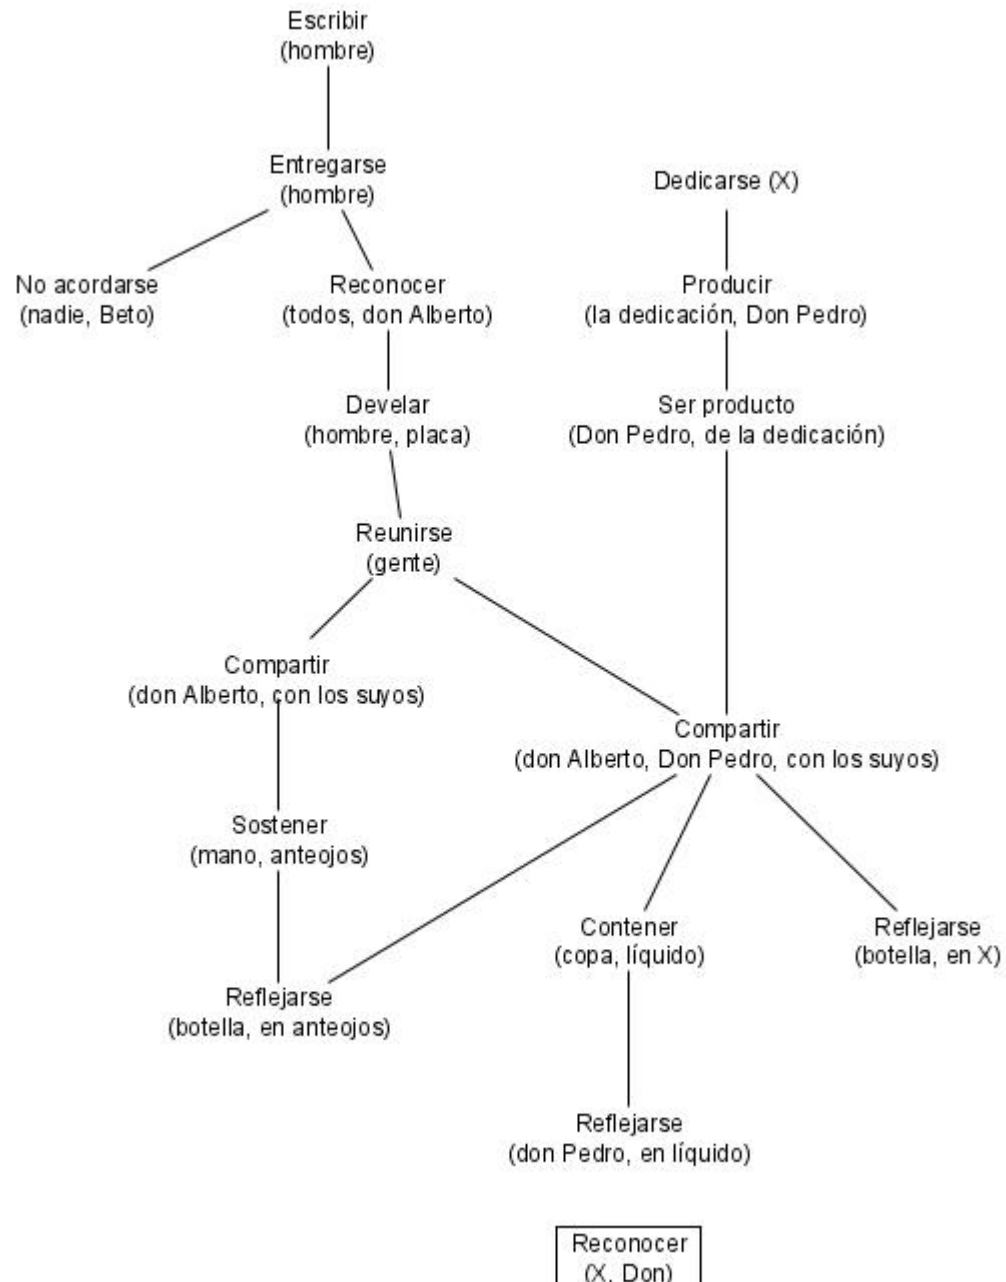 Escribir
(hombre)
Entregarse
(hombre)
Dedicarse (X)
No acordarse
(nadie, Beto)
Reconocer
(todos, don Alberto)
Producir
(la dedicación, Don Pedro)
Develar
(hombre, placa)
Ser producto
(Don Pedro, de la dedicación)
Reunirse
(gente)
Compartir
(don Alberto, con los suyos)
Compartir
(don Alberto, Don Pedro, con los suyos)
Sostener
(mano, anteojos)
Contener
(copa, líquido)
Reflejarse
(botella, en X)
Reflejarse
(botella, en anteojos)
Reflejarse
(don Pedro, en líquido)
Reconocer
(X, Don)